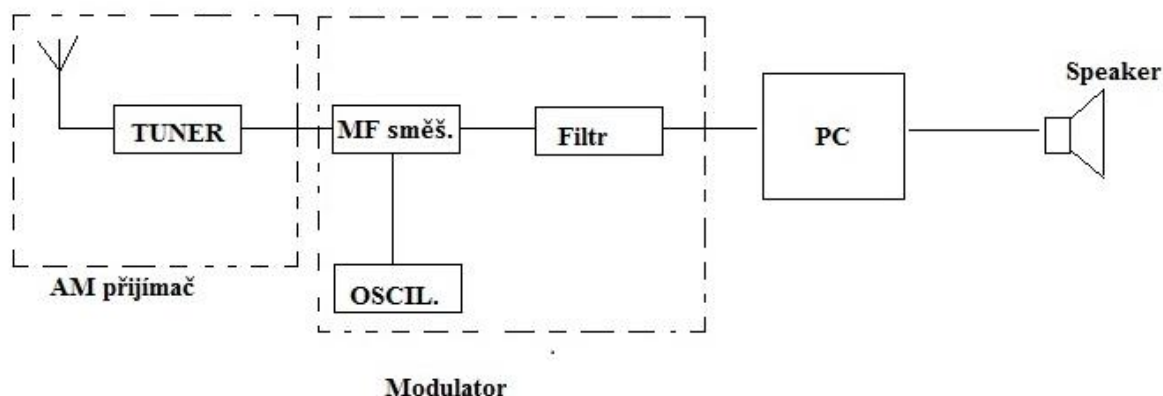 Speaker
TUNER
MF směš.
Filtr
PC
OSCIL.
AM přijímač
Modulator